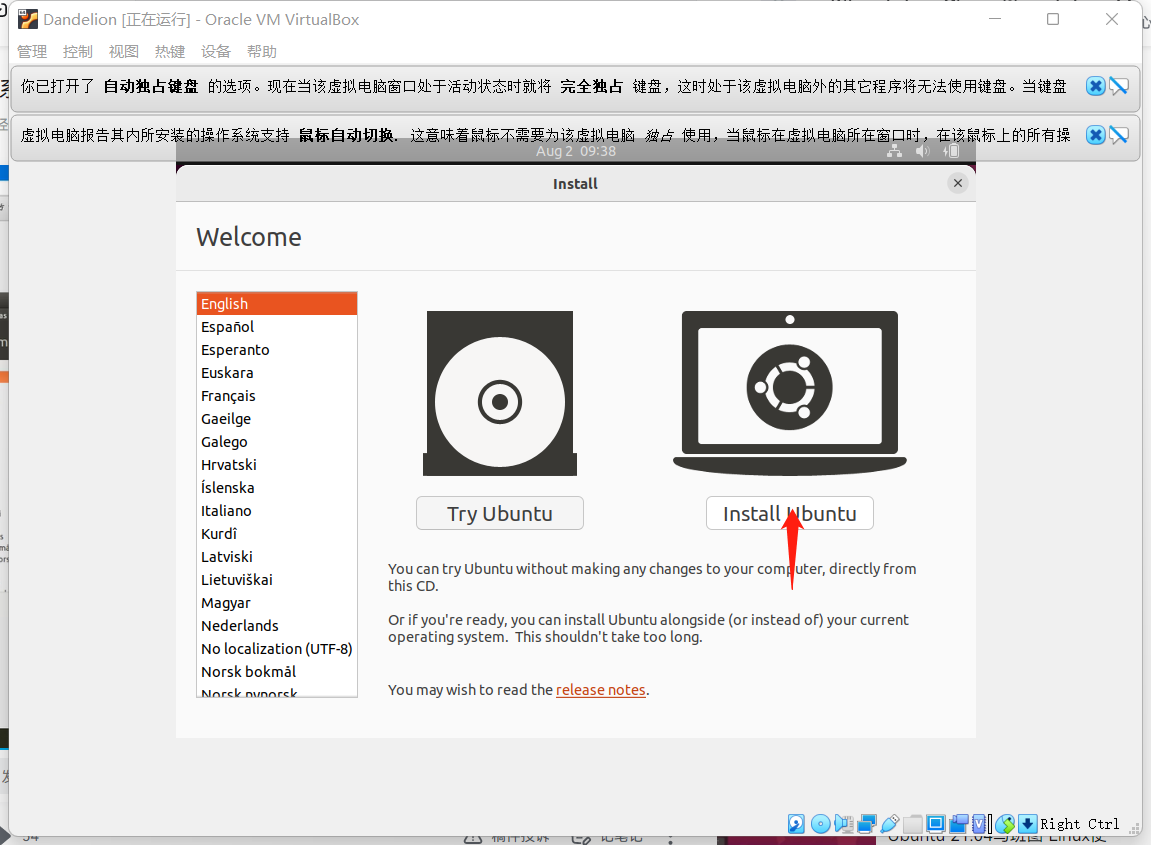 Dandelion [正在运行] - Oracle VM VirtualBox
管理 控制 视图 热键 设备 帮助
你已打开了 自动独占键盘 的选项。现在当该虚拟电脑窗口处于活动状态时就将 完全独占 键盘，这时处于该虚拟电脑外的其它程序将无法使用键盘。当键盘
虚拟电脑报告其内所安装的操作系统支持 鼠标自动切换. 这意味着鼠标不需要为该虚拟电脑 独占 使用，当鼠标在虚拟电脑所在窗口时，在该鼠标上的所有操
Aug 2 09:38
Install
Welcome
English
Español
Esperanto
Euskara
Français
Gaeilge
Galego
Hrvatski
Íslenska
Italiano
Kurdî
Latviski
Lietuviškai
Magyar
Nederlands
No localization (UTF-8)
Norsk bokmål
Norsk nynorsk
Try Ubuntu
Install Ubuntu
You can try Ubuntu without making any changes to your computer, directly from
this CD.
Or if you're ready, you can install Ubuntu alongside (or instead of) your current
operating system. This shouldn't take too long.
You may wish to read the release notes.
Right Ctrl